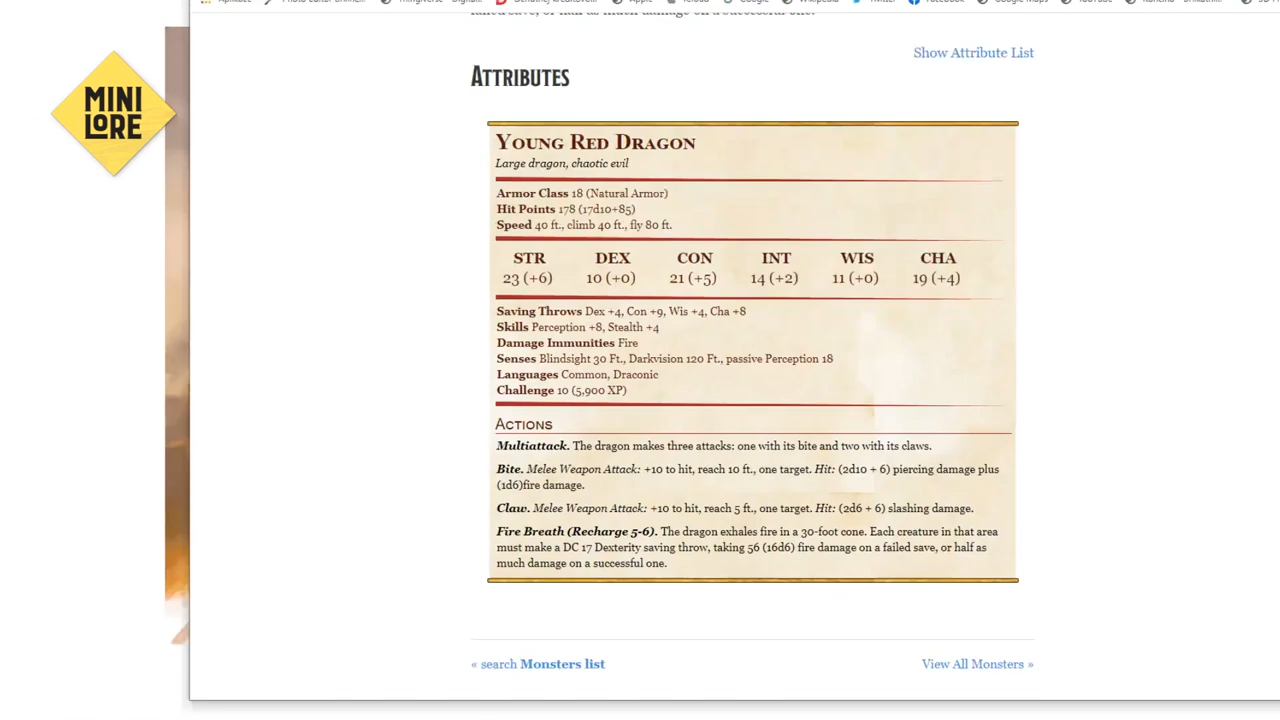 Facebook
Show Attribute List
ATTRIBUTES
MINI
LORE
YOUNG RED DRAGON
Large dragon, chaotic evil
Armor Class 18 (Natural Armor)
Hit Points 178 (17d10+85)
Speed 40 ft., climb 40 ft., fly 80 ft.
STR DEX CON INT WIS CHA
23 (+6) 10 (+0) 21 (+5) 14 (+2) 11 (+0) 19 (+4)
Saving Throws Dex +4, Con +9, Wis +4, Cha +8
Skills Perception +8, Stealth +4
Damage Immunities Fire
Senses Blindsight 30 Ft., Darkvision 120 Ft., passive Perception 18
Languages Common, Draconic
Challenge 10 (5,900 XP)
ACTIONS
Multiattack. The dragon makes three attacks: one with its bite and two with its claws.
Bite. Melee Weapon Attack: +10 to hit, reach 10 ft., one target. Hit: (2d10 + 6) piercing damage plus
(1d6)fire damage.
Claw. Melee Weapon Attack: +10 to hit, reach 5 ft., one target. Hit: (2d6 + 6) slashing damage.
Fire Breath (Recharge 5-6). The dragon exhales fire in a 30-foot cone. Each creature in that area
must make a DC 17 Dexterity saving throw, taking 56 (16d6) fire damage on a failed save, or half as
much damage on a successful one.
« search Monsters list
View All Monsters »